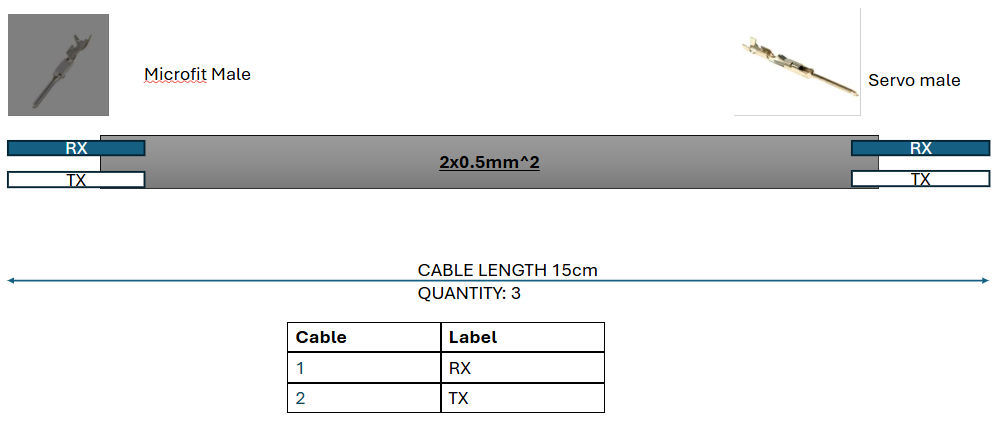 Microfit Male
Servo male
RX
RX
2x0.5mm^2
TX
TX
CABLE LENGTH 15cm
QUANTITY: 3
Cable Label
1 RX
2 TX